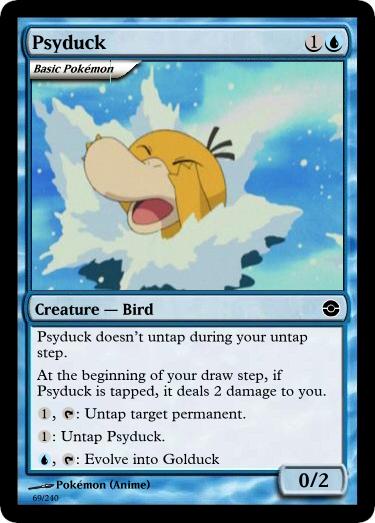 Psyduck 1
Basic Pokémon
Creature — Bird
Psyduck doesn't untap during your untap
step.
At the beginning of your draw step, if
Psyduck is tapped, it deals 2 damage to you.
1, : Untap target permanent.
1: Untap Psyduck.
, : Evolve into Golduck
0/2
Pokémon (Anime)
69/240